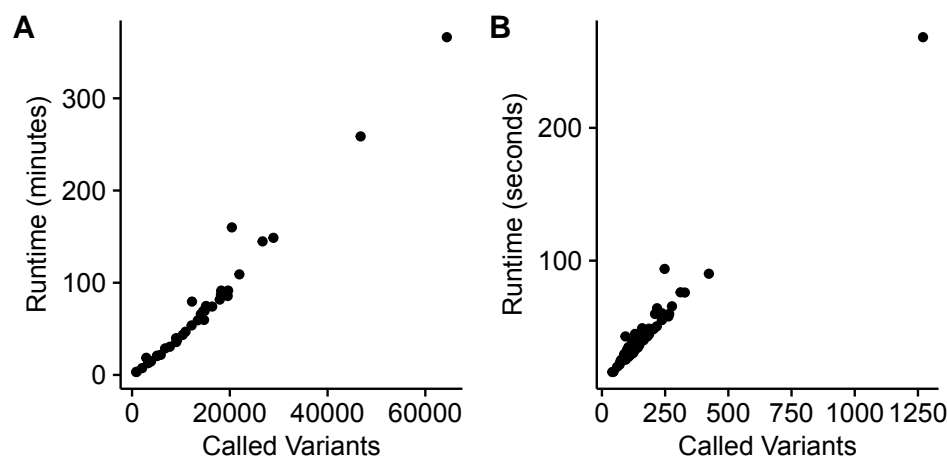 A
Runtime (minutes)
300
200
100
0
0 20000 40000 60000
Called Variants
B
Runtime (seconds)
200
100
0 250 500 750 1000 1250
Called Variants